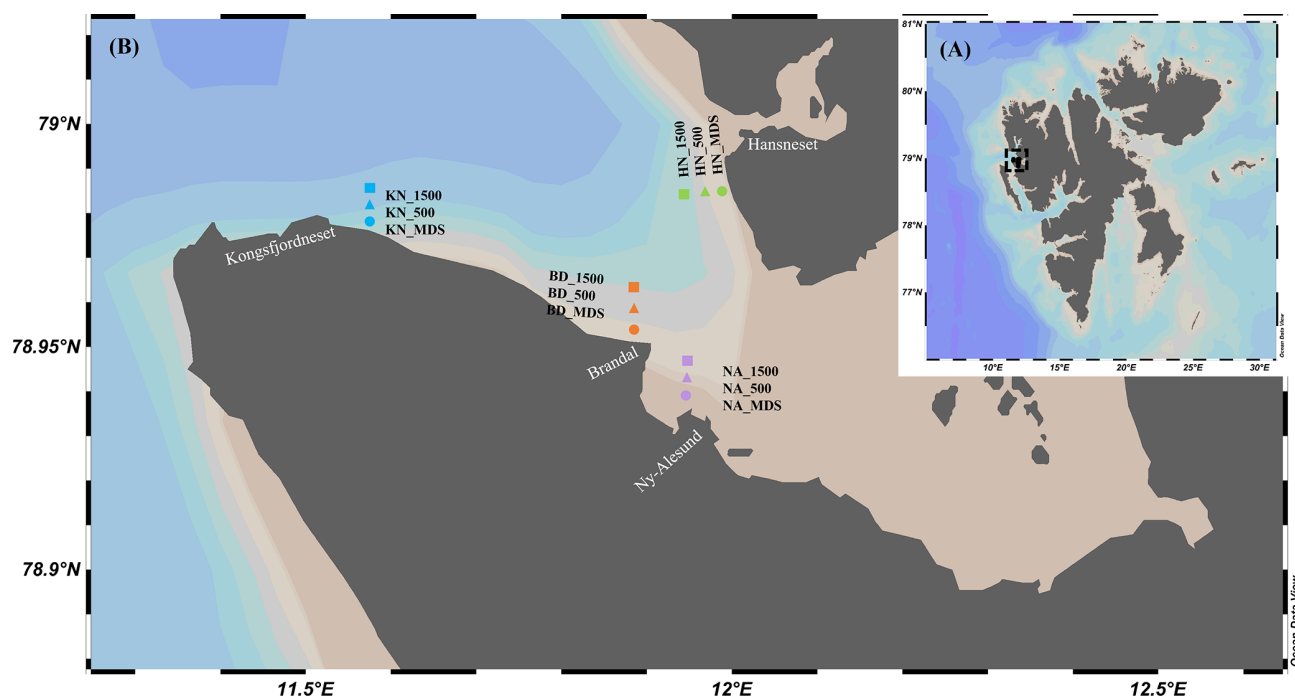 (B)
79°N
78.95°N
78.9°N
11.5°E
12°E
12.5°E
Hansneset
HN_1500
HN_500
HN_MDS
KN_1500
KN_500
KN_MDS
Kongsfjordneset
BD_1500
BD_500
BD_MDS
Brandal
NA_1500
NA_500
NA_MDS
Ny-Alesund
Ocean Data View
(A)
81°N
80°N
79°N
78°N
77°N
10°E
15°E
20°E
25°E
30°E
Ocean Data View